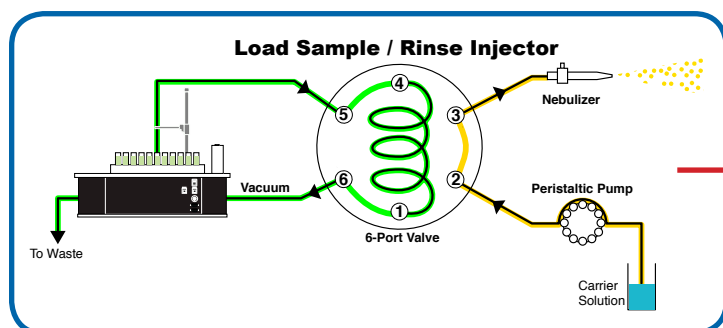 Load Sample / Rinse Injector
4
5
3
Nebulizer
6
2
Vacuum
Peristaltic Pump
1
6-Port Valve
To Waste
Carrier
Solution